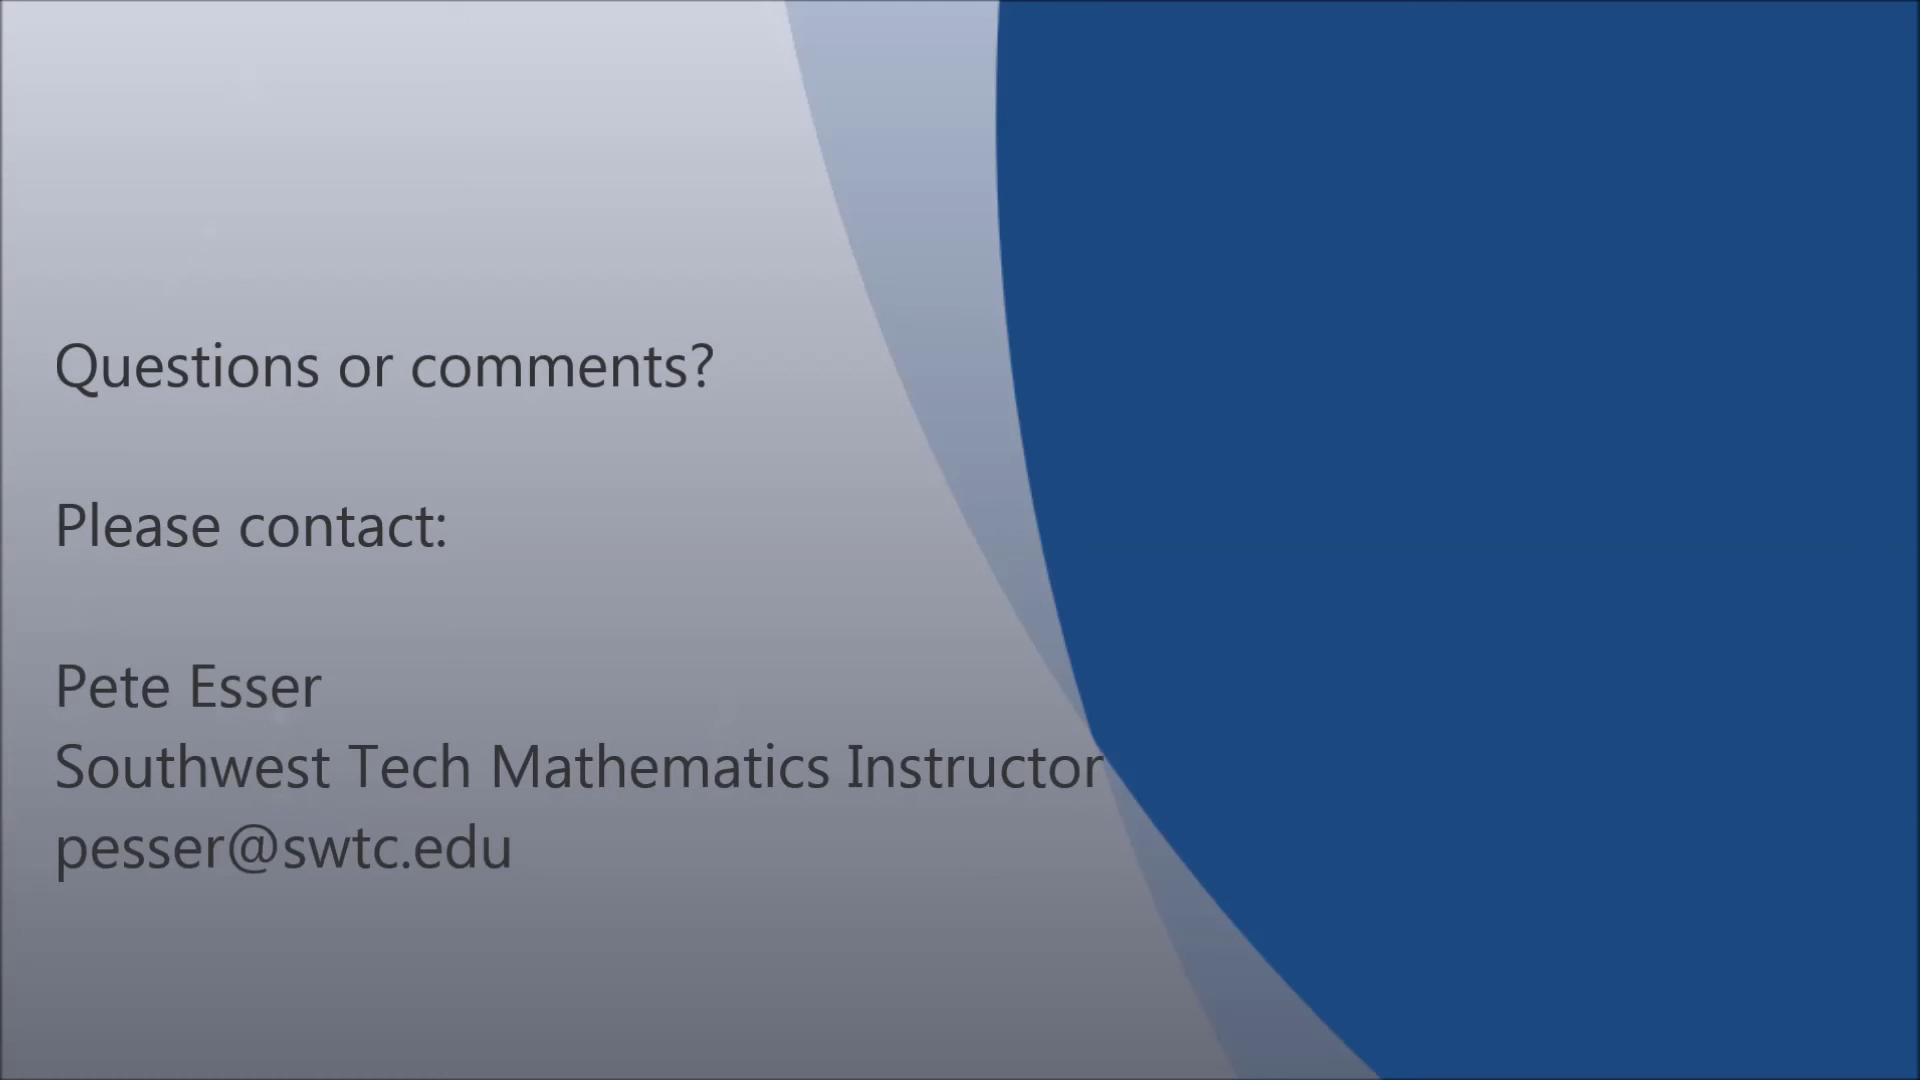 Questions or comments?
Please contact:
Pete Esser
Southwest Tech Mathematics Instructor
pesser@swtc.edu